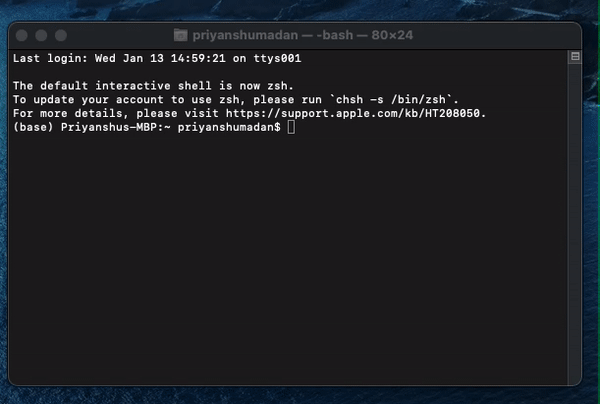 priyanshumadan — -bash — 80×24
Last login: Wed Jan 13 14:59:21 on ttys001
The default interactive shell is now zsh.
To update your account to use zsh, please run `chsh -s /bin/zsh`.
For more details, please visit https://support.apple.com/kb/HT208050.
(base) Priyanshus-MBP:~ priyanshumadan$